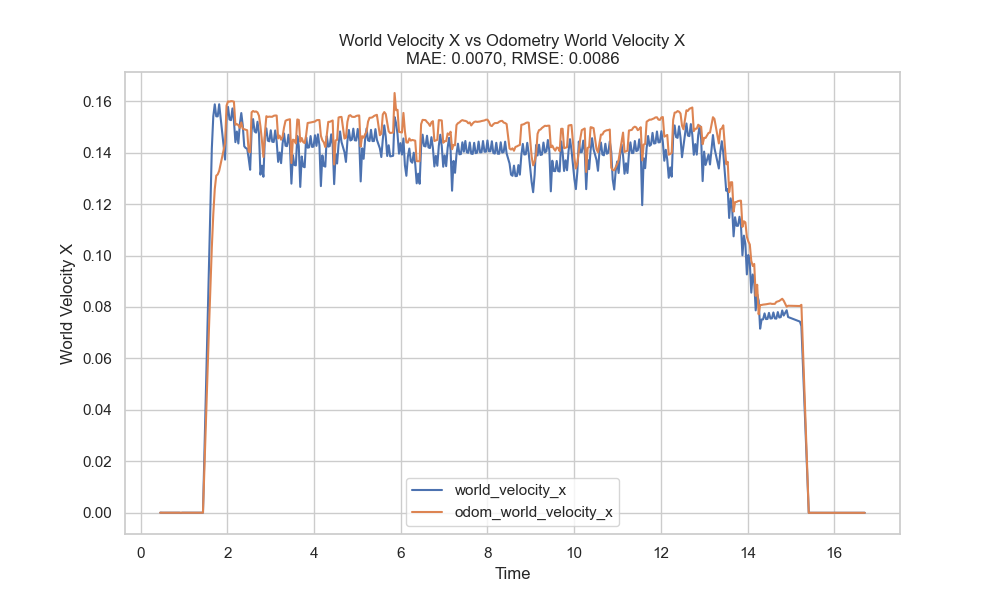 World Velocity X vs Odometry World Velocity X
MAE: 0.0070, RMSE: 0.0086
World Velocity X
0.16
0.14
0.12
0.10
0.08
0.06
0.04
0.02
0.00
world_velocity_x
odom_world_velocity_x
0 2 4 6 8 10 12 14 16
Time